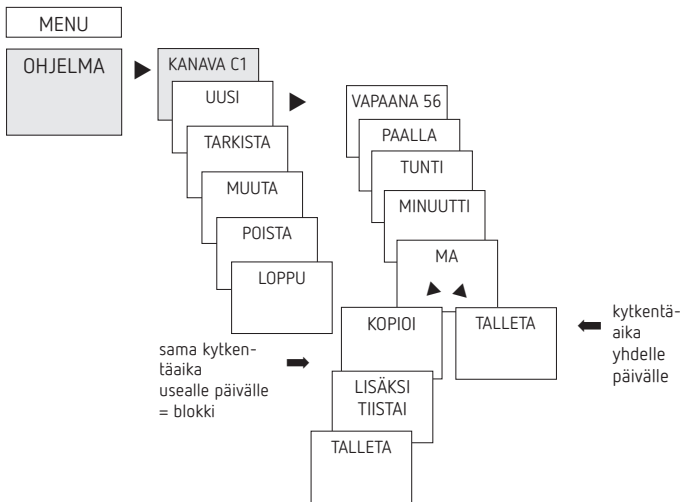 MENU
OHJELMA
KANAVA C1
UUSI
TARKISTA
MUUTA
POISTA
LOPPU
VAPAANA 56
PAALLA
TUNTI
MINUUTTI
MA
KOPIOI
TALLETA
kytkentä-
aika
yhdelle
päivälle
sama kytken-
täaika
usealle päivälle
= blokki
LISÄKSI
TIISTAI
TALLETA